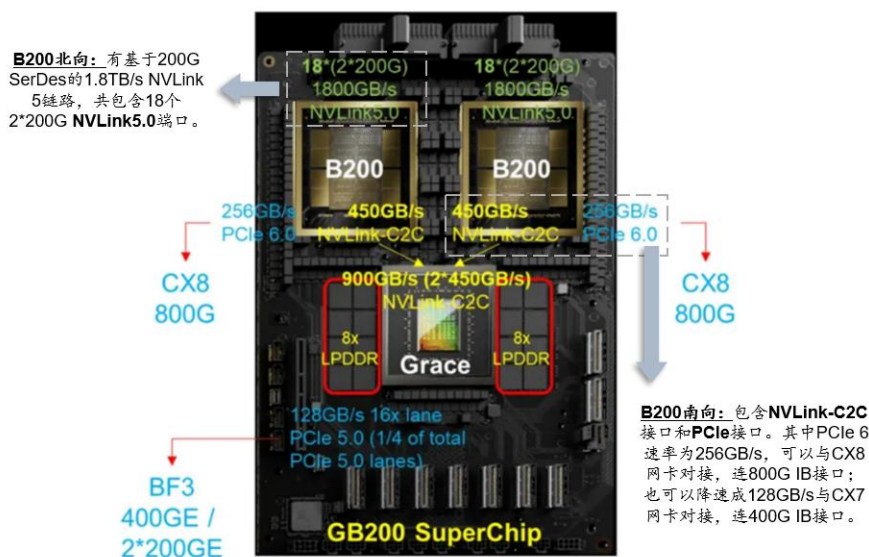 B200北向：有基于200G
SerDes的1.8TB/s NVLink
5链路，共包含18个
2*200G NVLink5.0端口。
18*(2*200G)
1800GB/s
NVLink5.0
18*(2*200G)
1800GB/s
NVLink5.0
B200
B200
256GB/s
PCIe 6.0
450GB/s
NVLink-C2C
450GB/s
NVLink-C2C
256GB/s
PCIe 6.0
CX8
800G
CX8
800G
900GB/s (2*450GB/s)
NVLink-C2C
8x
LPDDR
Grace
8x
LPDDR
128GB/s 16x lane
PCIe 5.0 (1/4 of total
PCIe 5.0 lanes)
BF3
400GE /
2*200GE
GB200 SuperChip
B200南向：包含NVLink-C2C
接口和PCIe接口。其中PCIe 6
速率为256GB/s，可以与CX8
网卡对接，连800G IB接口；
也可以降速成128GB/s与CX7
网卡对接，连400G IB接口。